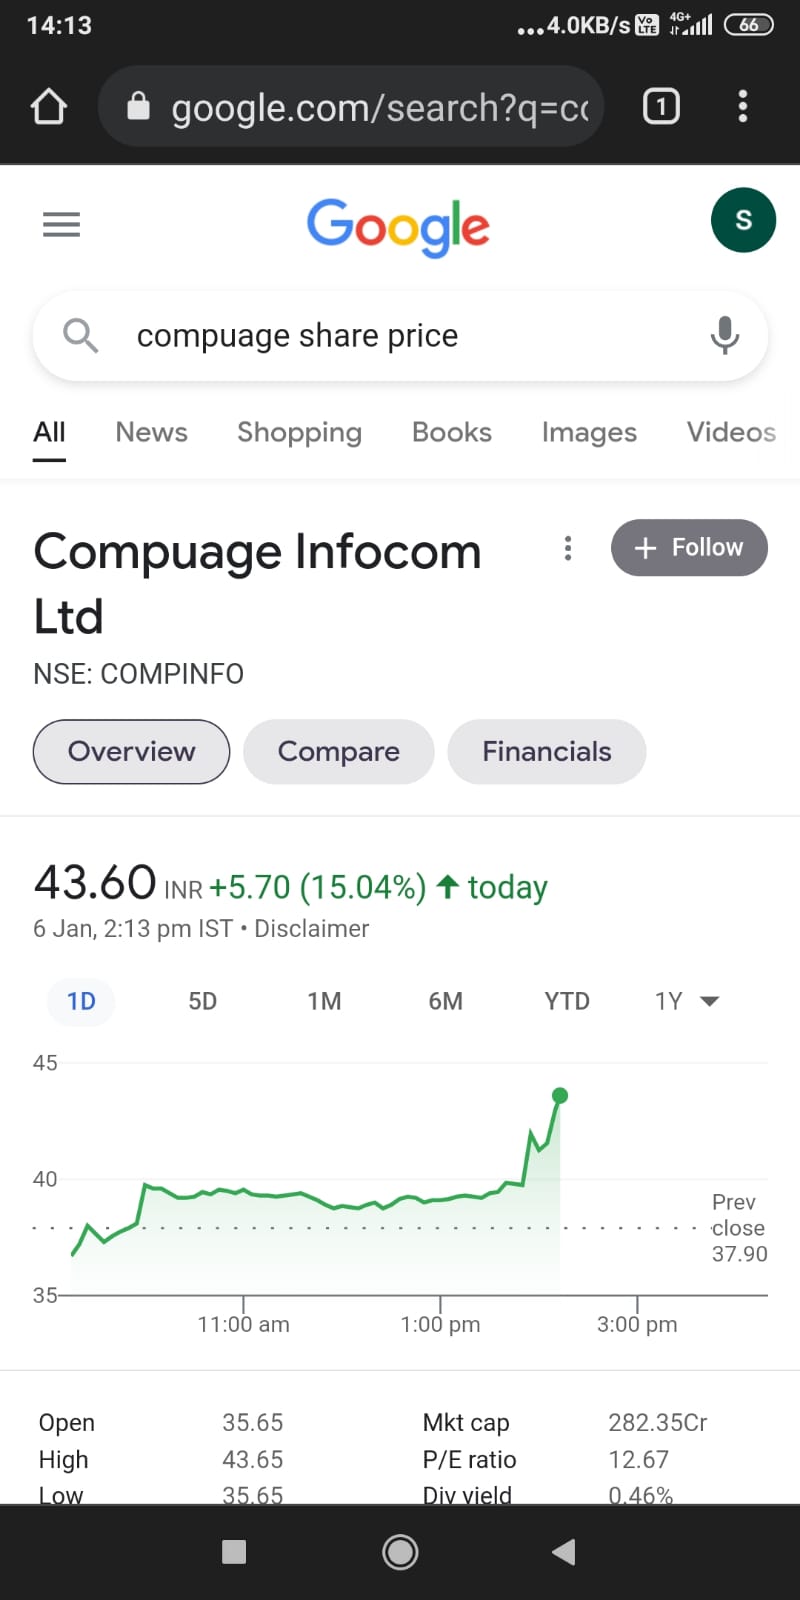 14:13
...4.0KB/s Vo LTE 4G+ 66
google.com/search?q=co
1
Google
S
compuage share price
All News Shopping Books Images Videos
Compuage Infocom
Ltd
+ Follow
NSE: COMPINFO
Overview Compare Financials
43.60 INR +5.70 (15.04%) ↑ today
6 Jan, 2:13 pm IST • Disclaimer
1D 5D 1M 6M YTD 1Y
45
40
Prev
close
37.90
35
11:00 am 1:00 pm 3:00 pm
Open 35.65 Mkt cap 282.35Cr
High 43.65 P/E ratio 12.67
Low 35.65 Div yield 0.46%